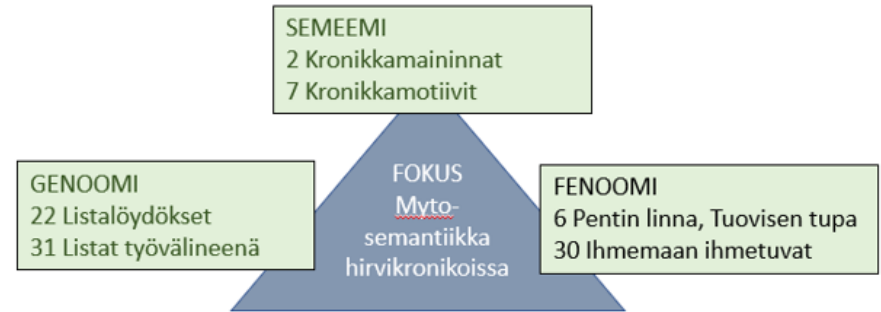 SEMEEMI
2 Kronikkamaininnat
7 Kronikkamotiivit
GENOOMI
22 Listalöydökset
31 Listat työvälineenä
FOKUS
Myto-
semantiikka
hirvikronikoissa
FENOOMI
6 Pentin linna, Tuovisen tupa
30 Ihmemaan ihmetuvat